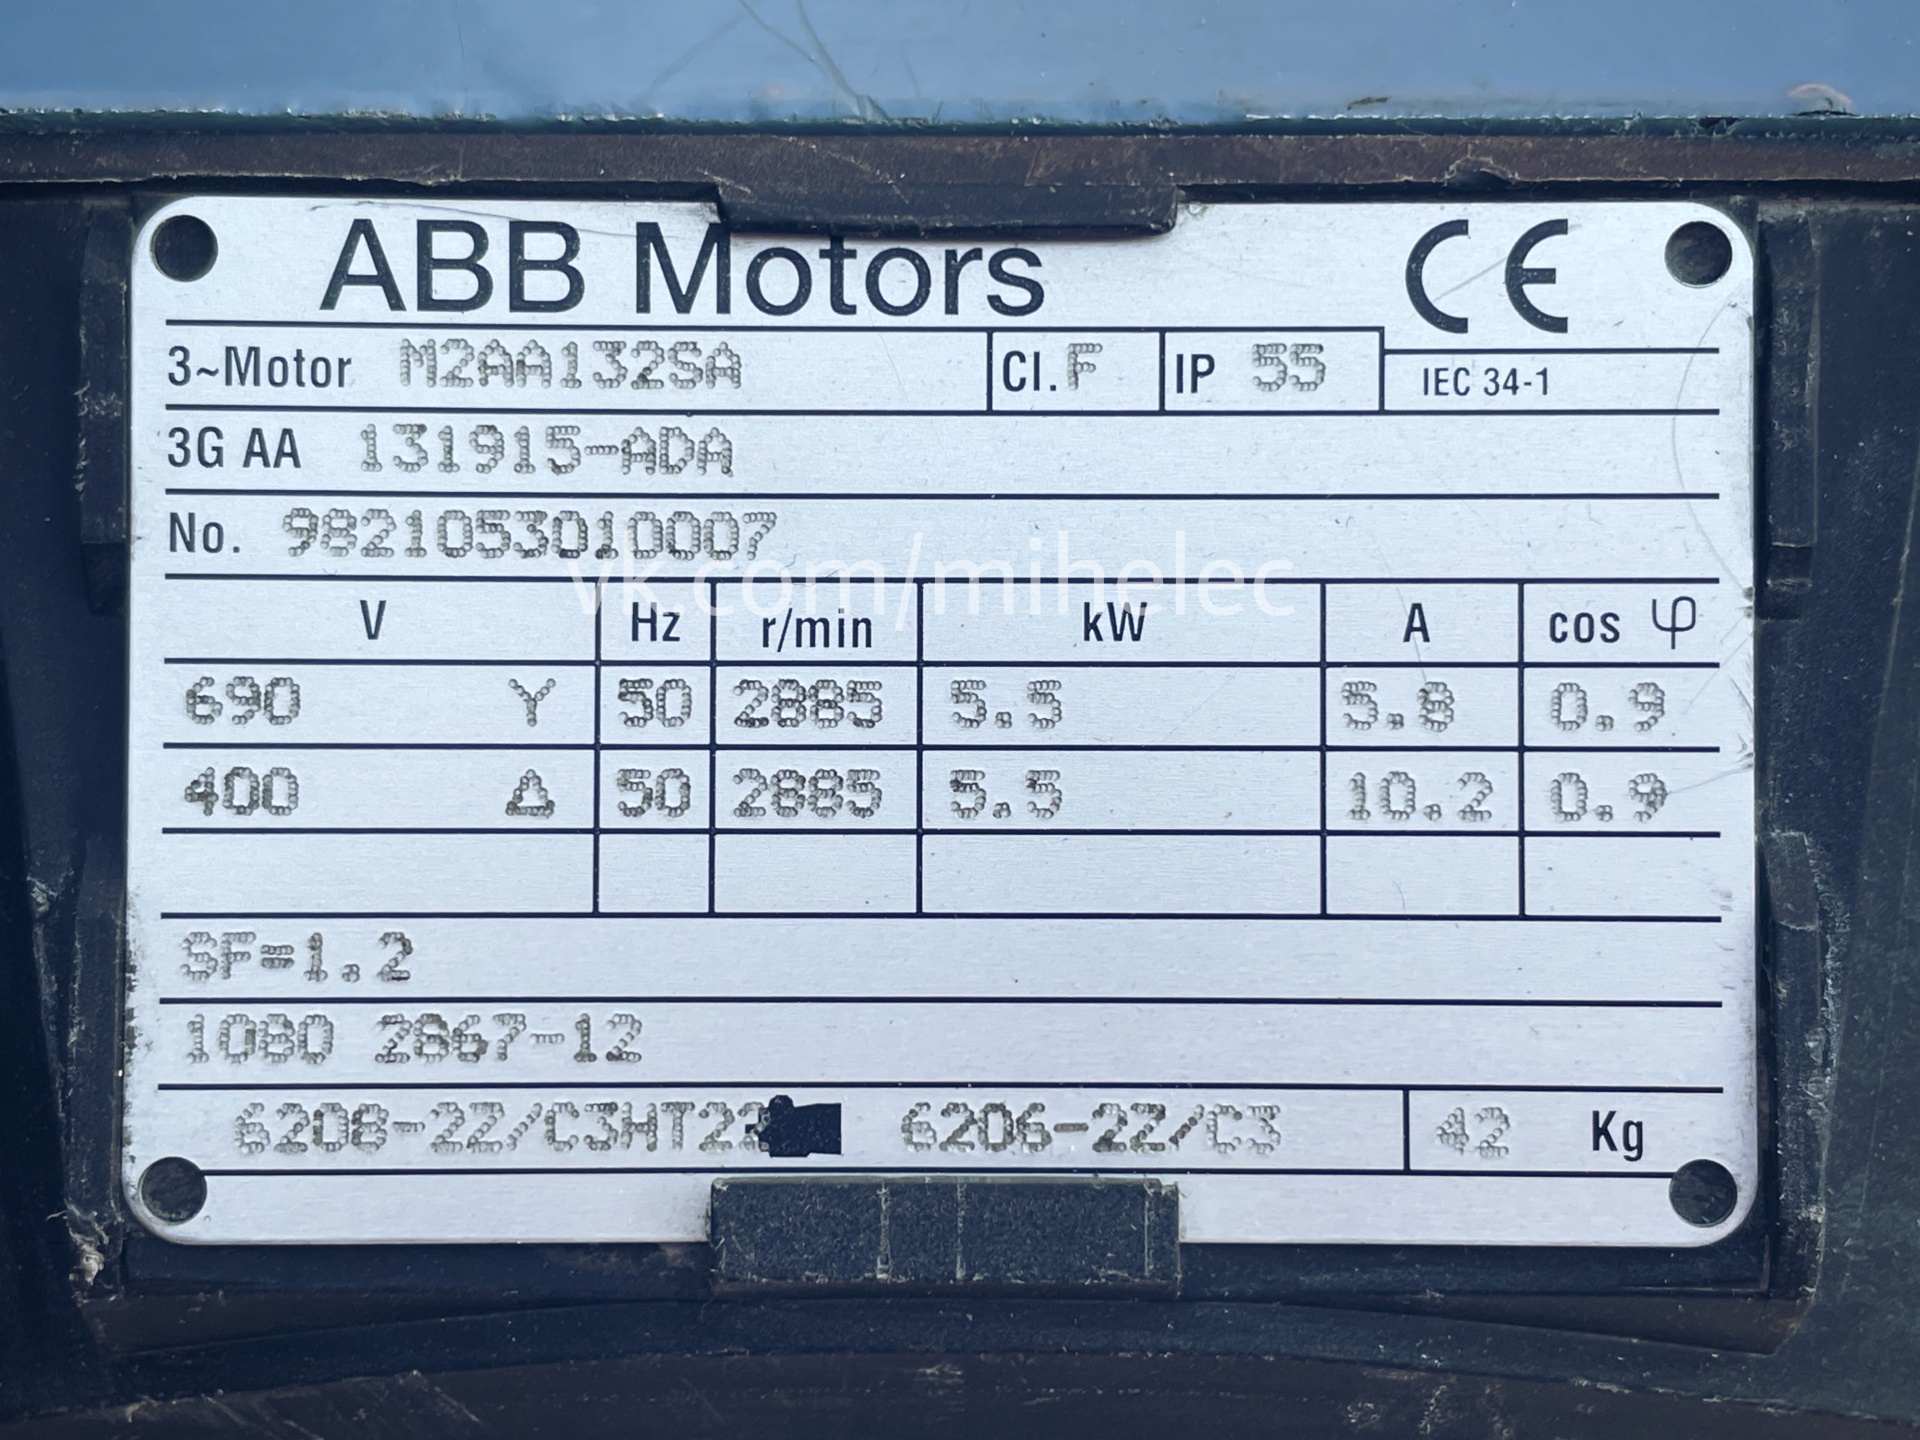 ABB Motors CE
3~Motor M2AA132SA Cl. F IP 55 IEC 34-1
3G AA 131915-ADA
No. 9821053010007
vk.com/mihelec
V Hz r/min kW A cos φ
690 Y 50 2885 5.5 5.8 0.9
400 Δ 50 2885 5.5 10.2 0.9
SF=1.2
1080 2867-12
6208-2Z/C3HT22 6206-2Z/C3 42 Kg